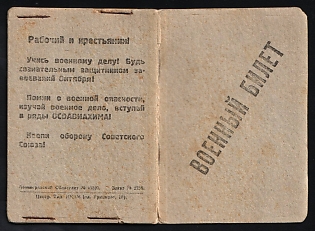 Рабочий и крестьянин!
Учись военному делу! Будь
сознательным защитником за-
воеваний Октября!
Помни о военной опасности,
изучай военное дело, вступай
в ряды ОСОАВИАХИМА!
Крепи оборону Советского
Союза!
ВОЕННЫЙ БИЛЕТ